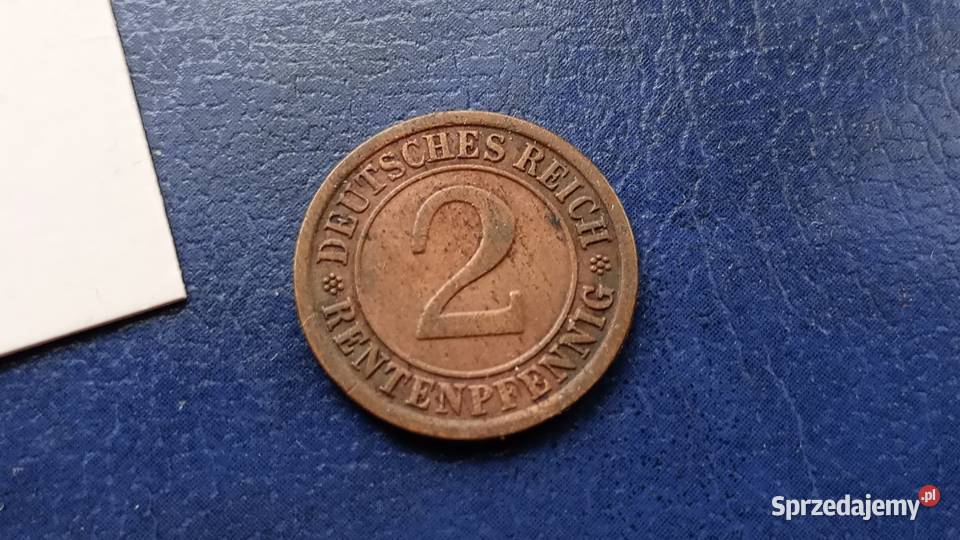 DEUTSCHES REICH
2
RENTENPFENNIG
Sprzedajemy.pl